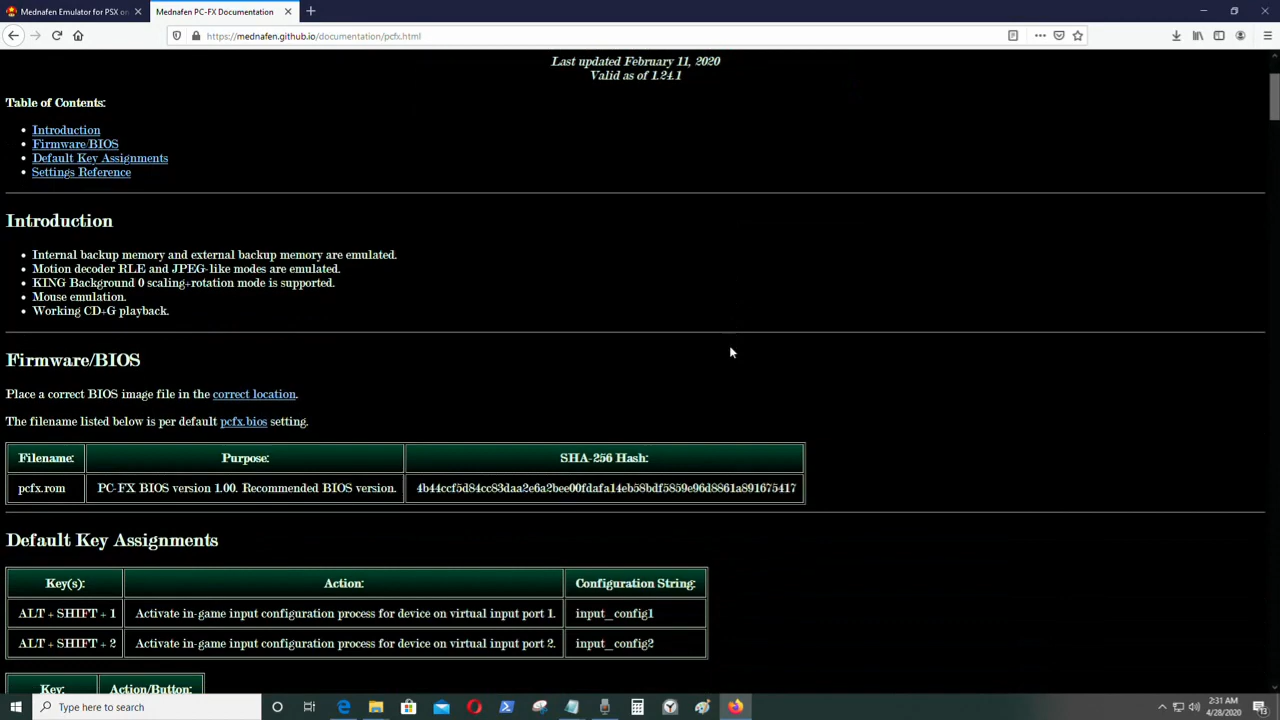 Mednafen Emulator for PSX on
Mednafen PC-FX Documentation
https://mednafen.github.io/documentation/pcfx.html
Last updated February 11, 2020
Valid as of 1.24.1
Table of Contents:
Introduction
Firmware/BIOS
Default Key Assignments
Settings Reference
Introduction
Internal backup memory and external backup memory are emulated.
Motion decoder RLE and JPEG-like modes are emulated.
KING Background 0 scaling+rotation mode is supported.
Mouse emulation.
Working CD+G playback.
Firmware/BIOS
Place a correct BIOS image file in the correct location.
The filename listed below is per default pcfx.bios setting.
Filename: Purpose: SHA-256 Hash:
pcfx.rom PC-FX BIOS version 1.00. Recommended BIOS version. 4b44ccf5d84cc83daa2e6a2bee00fdafa14eb58bdf5859e96d8861a891675417
Default Key Assignments
Key(s): Action: Configuration String:
ALT + SHIFT + 1 Activate in-game input configuration process for device on virtual input port 1. input_config1
ALT + SHIFT + 2 Activate in-game input configuration process for device on virtual input port 2. input_config2
Key: Action/Button:
Type here to search
2:31 AM
4/28/2020
13